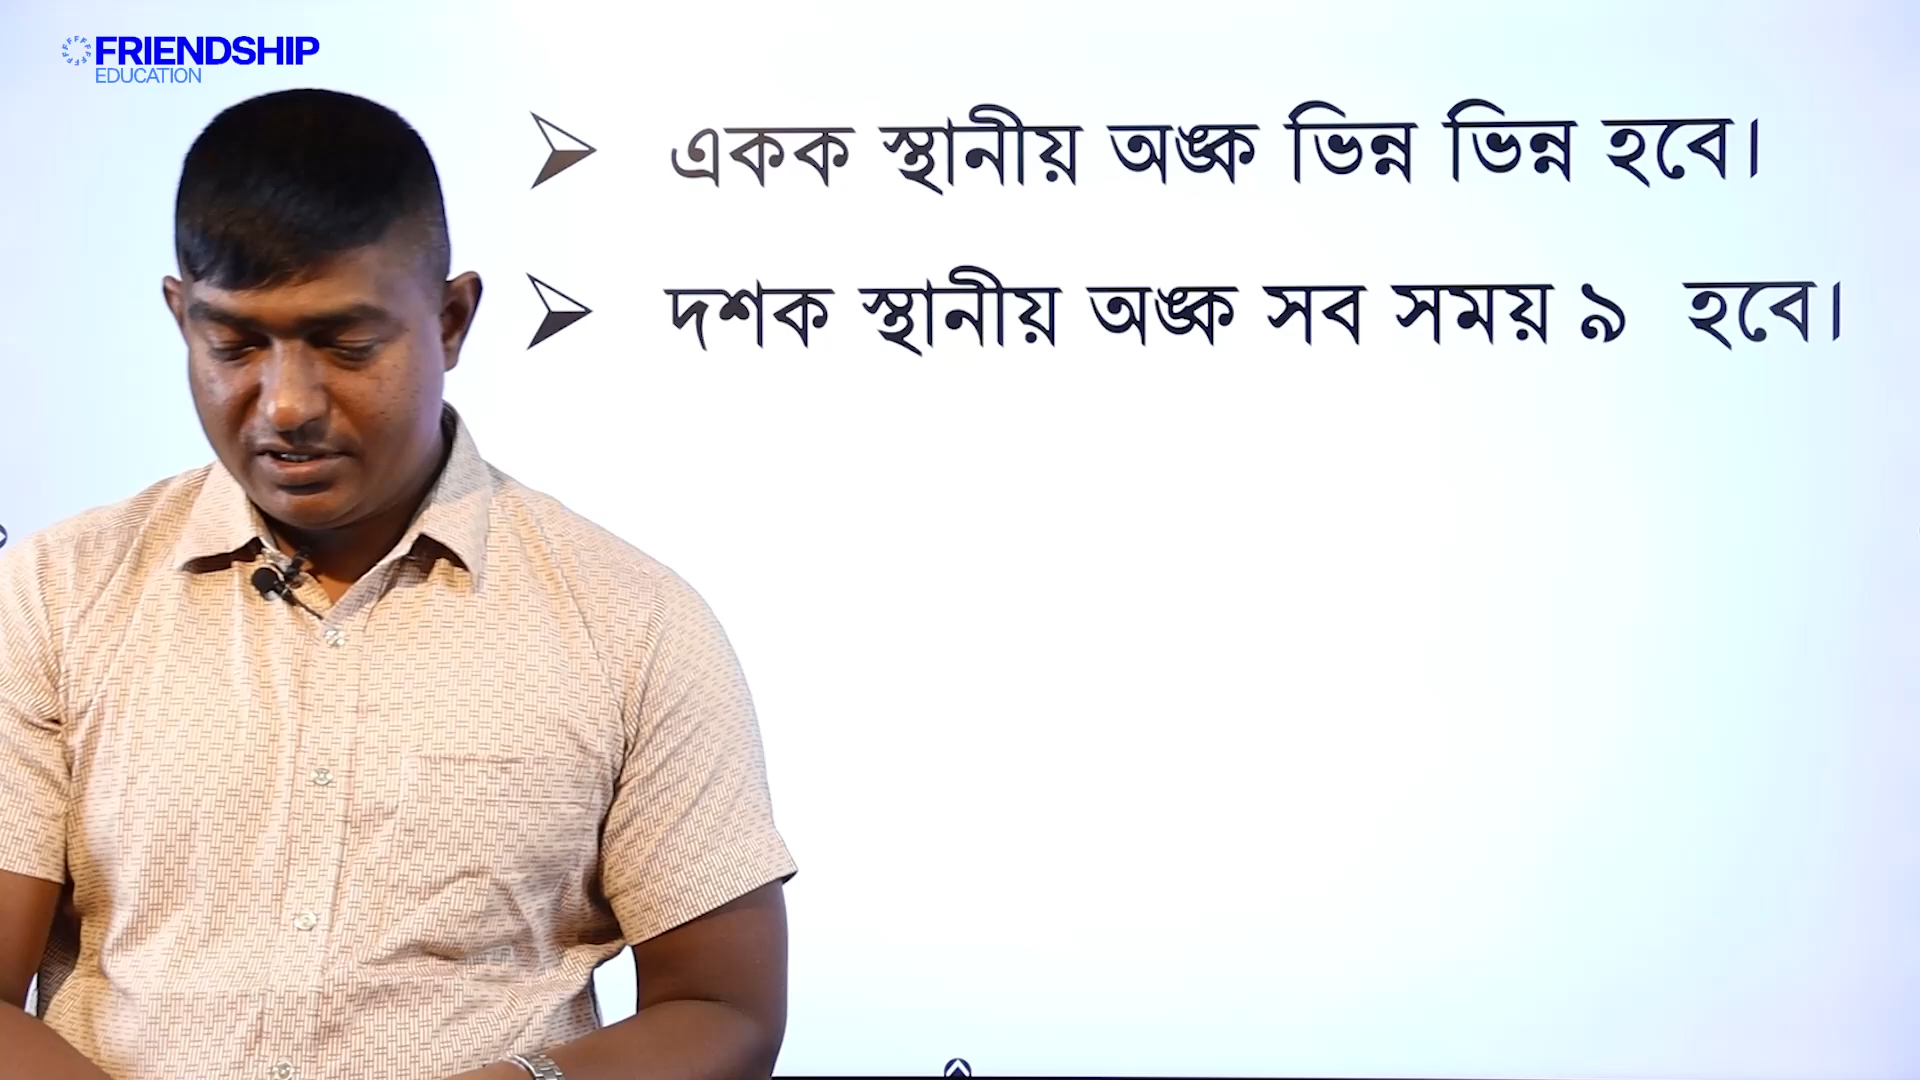 FRIENDSHIP
EDUCATION
একক স্থানীয় অঙ্ক ভিন্ন ভিন্ন হবে।
দশক স্থানীয় অঙ্ক সব সময় ৯ হবে।